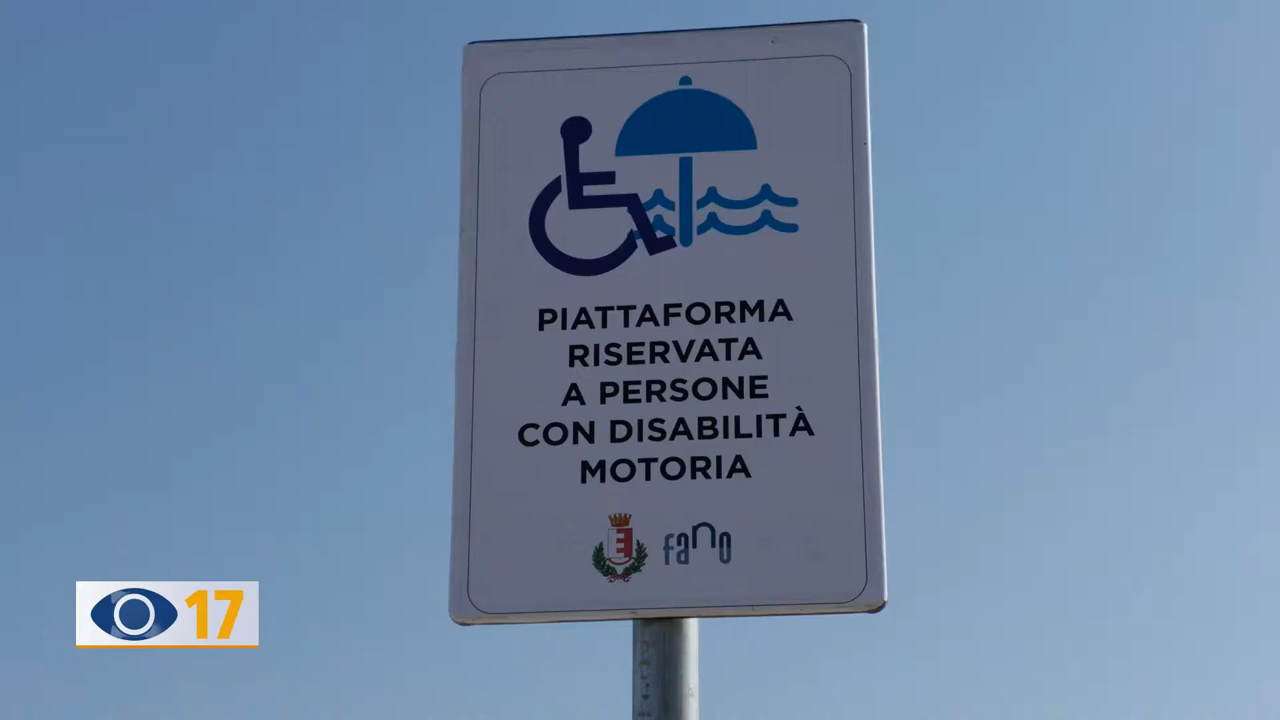 PIATTAFORMA
RISERVATA
A PERSONE
CON DISABILITÀ
MOTORIA
fano
17